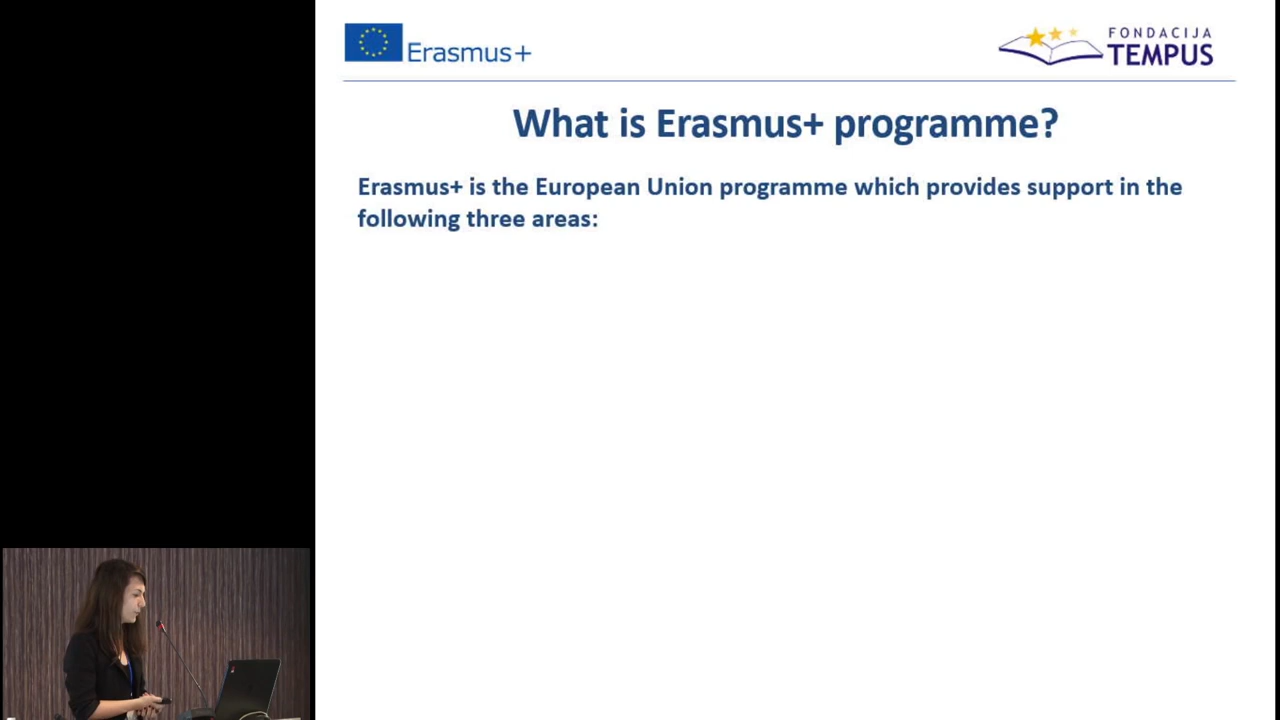 Erasmus+
FONDACIJA
TEMPUS
What is Erasmus+ programme?
Erasmus+ is the European Union programme which provides support in the
following three areas: